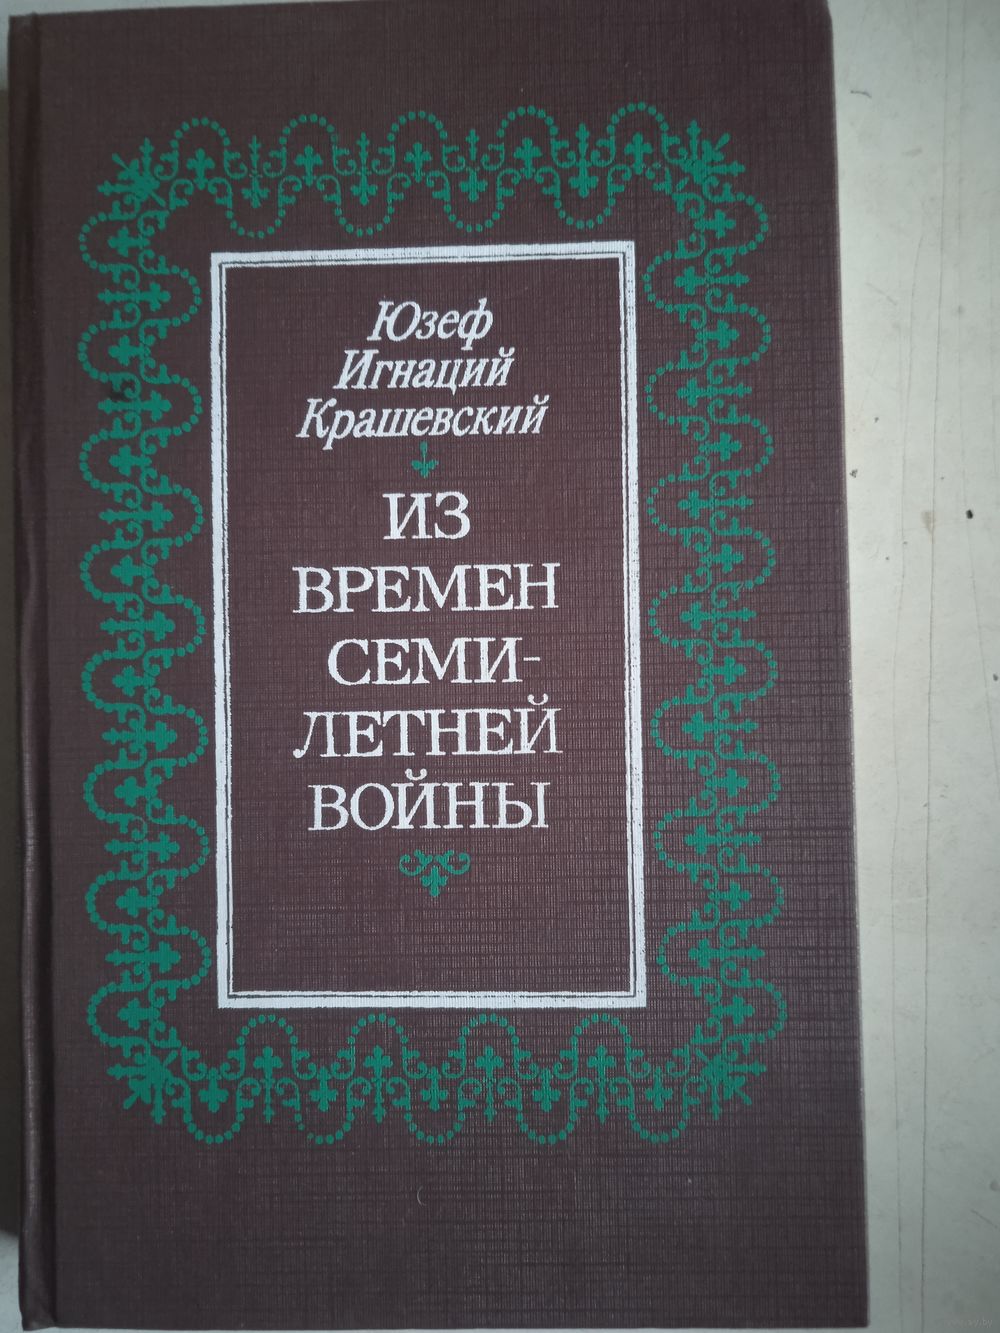 Юзеф
Игнаций
Крашевский
ИЗ
ВРЕМЕН
СЕМИ-
ЛЕТНЕЙ
ВОЙНЫ